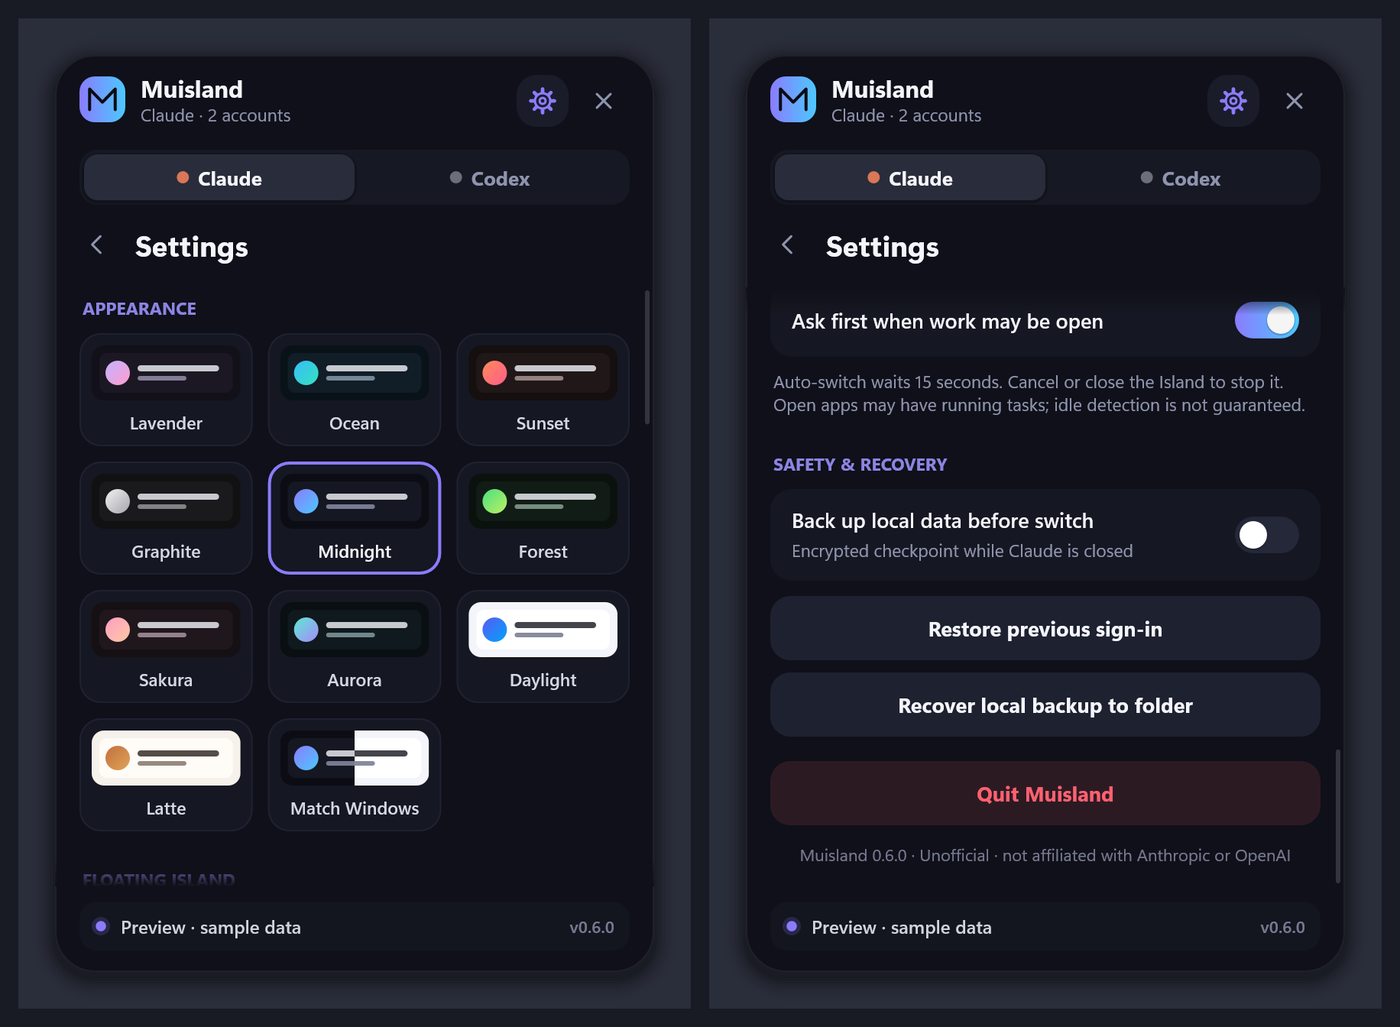 Muisland
Claude · 2 accounts
Claude
Codex
Settings
APPEARANCE
Lavender
Ocean
Sunset
Graphite
Midnight
Forest
Sakura
Aurora
Daylight
Latte
Match Windows
FLOATING ISLAND
Preview · sample data
v0.6.0
Muisland
Claude · 2 accounts
Claude
Codex
Settings
Ask first when work may be open
Auto-switch waits 15 seconds. Cancel or close the Island to stop it.
Open apps may have running tasks; idle detection is not guaranteed.
SAFETY & RECOVERY
Back up local data before switch
Encrypted checkpoint while Claude is closed
Restore previous sign-in
Recover local backup to folder
Quit Muisland
Muisland 0.6.0 · Unofficial · not affiliated with Anthropic or OpenAI
Preview · sample data
v0.6.0